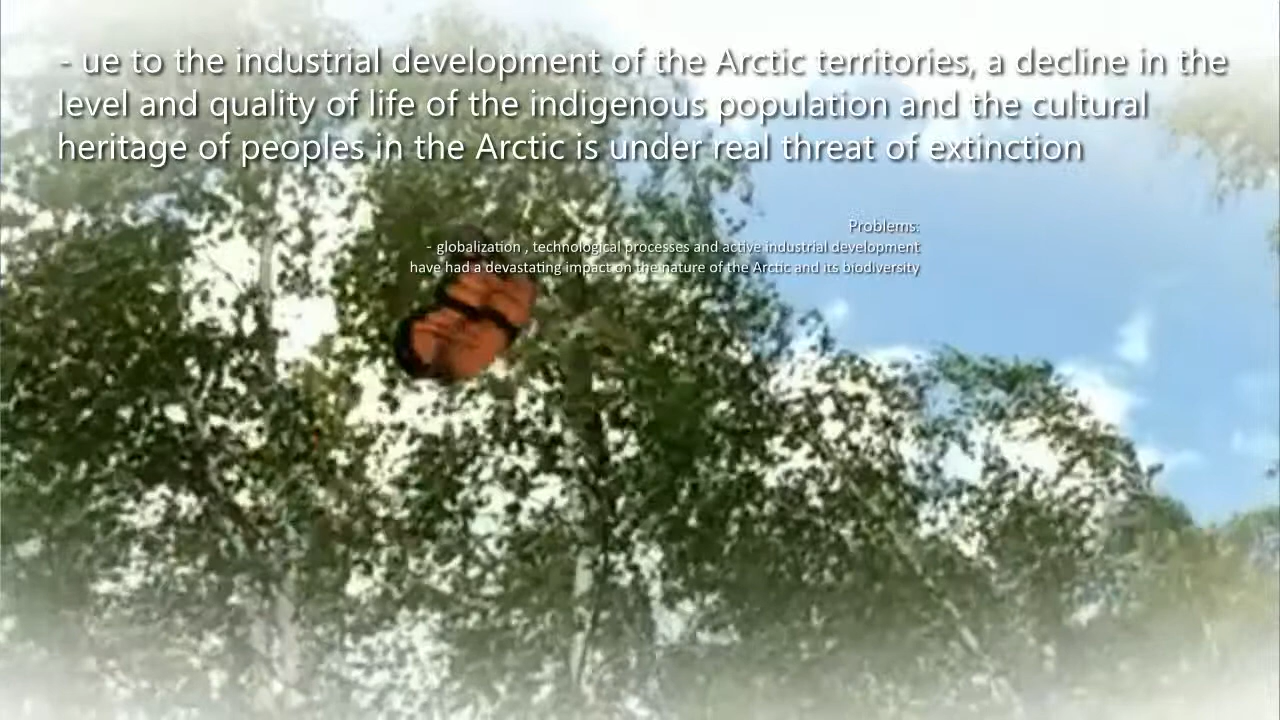 - ue to the industrial development of the Arctic territories, a decline in the
level and quality of life of the indigenous population and the cultural
heritage of peoples in the Arctic is under real threat of extinction
Problems:
- globalization , technological processes and active industrial development
have had a devastating impact on the nature of the Arctic and its biodiversity